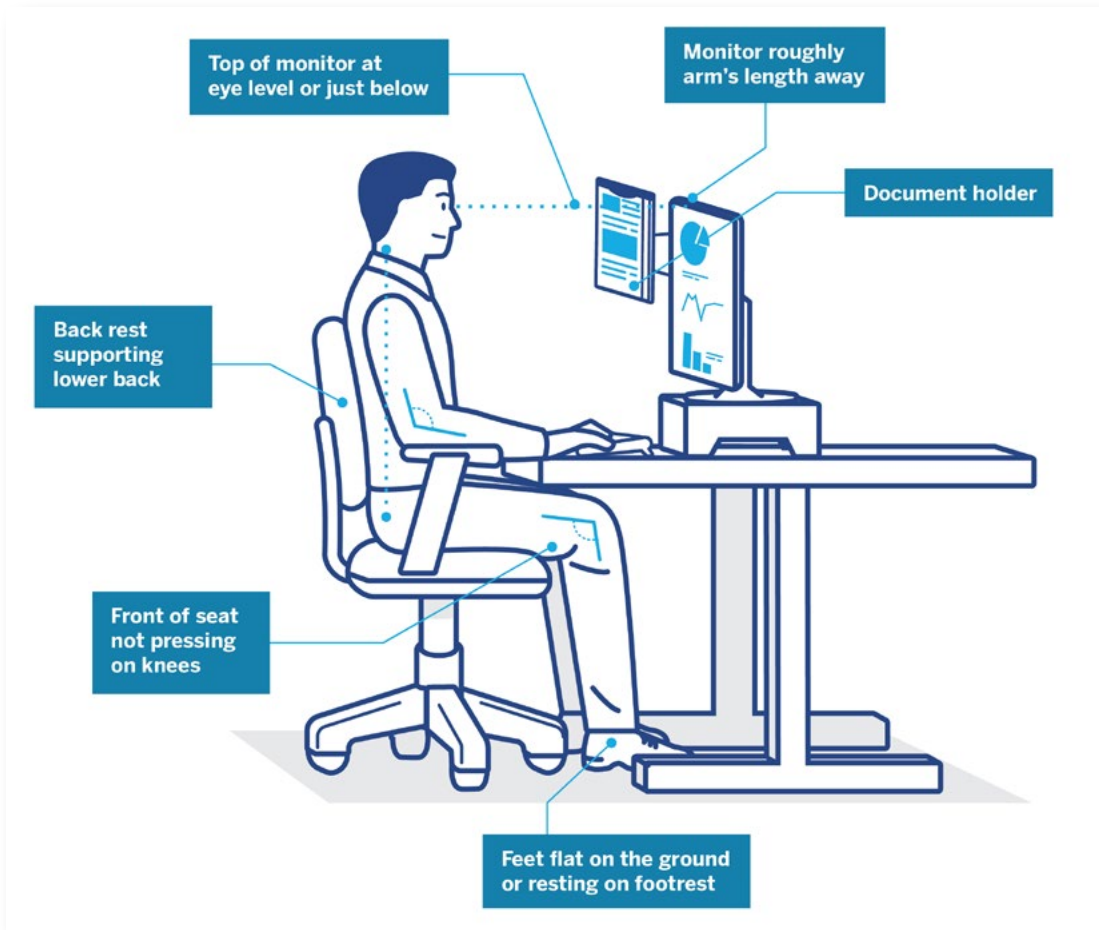 Top of monitor at
eye level or just below
Monitor roughly
arm’s length away
Document holder
Back rest
supporting
lower back
Front of seat
not pressing
on knees
Feet flat on the ground
or resting on footrest